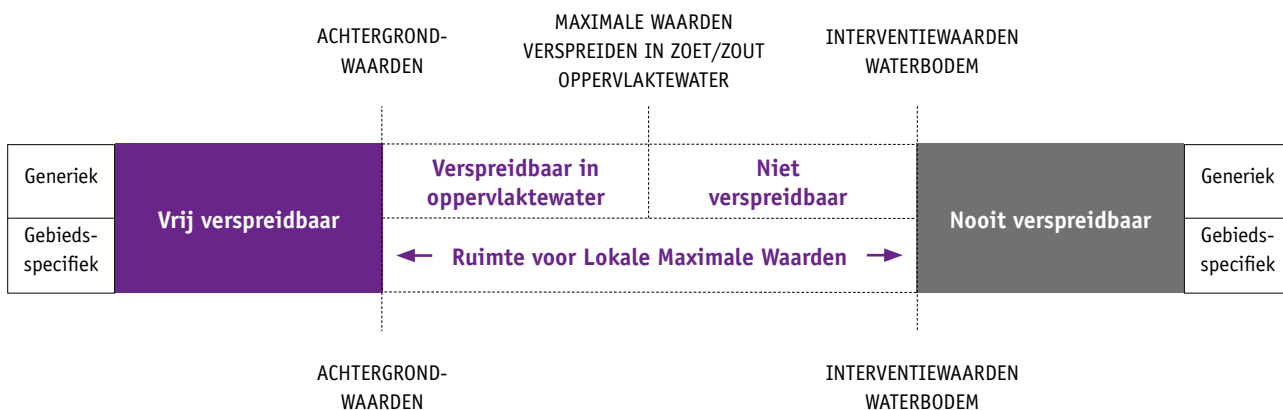 ACHTERGROND-
WAARDEN
MAXIMALE WAARDEN
VERSPREIDEN IN ZOET/ZOUT
OPPERVLAKTEWATER
INTERVENTIEWAARDEN
WATERBODEM
Generiek
Gebieds-
specifiek
Vrij verspreidbaar
Verspreidbaar in
oppervlaktewater
Niet
verspreidbaar
Ruimte voor Lokale Maximale Waarden
Nooit verspreidbaar
Generiek
Gebieds-
specifiek
ACHTERGROND-
WAARDEN
INTERVENTIEWAARDEN
WATERBODEM